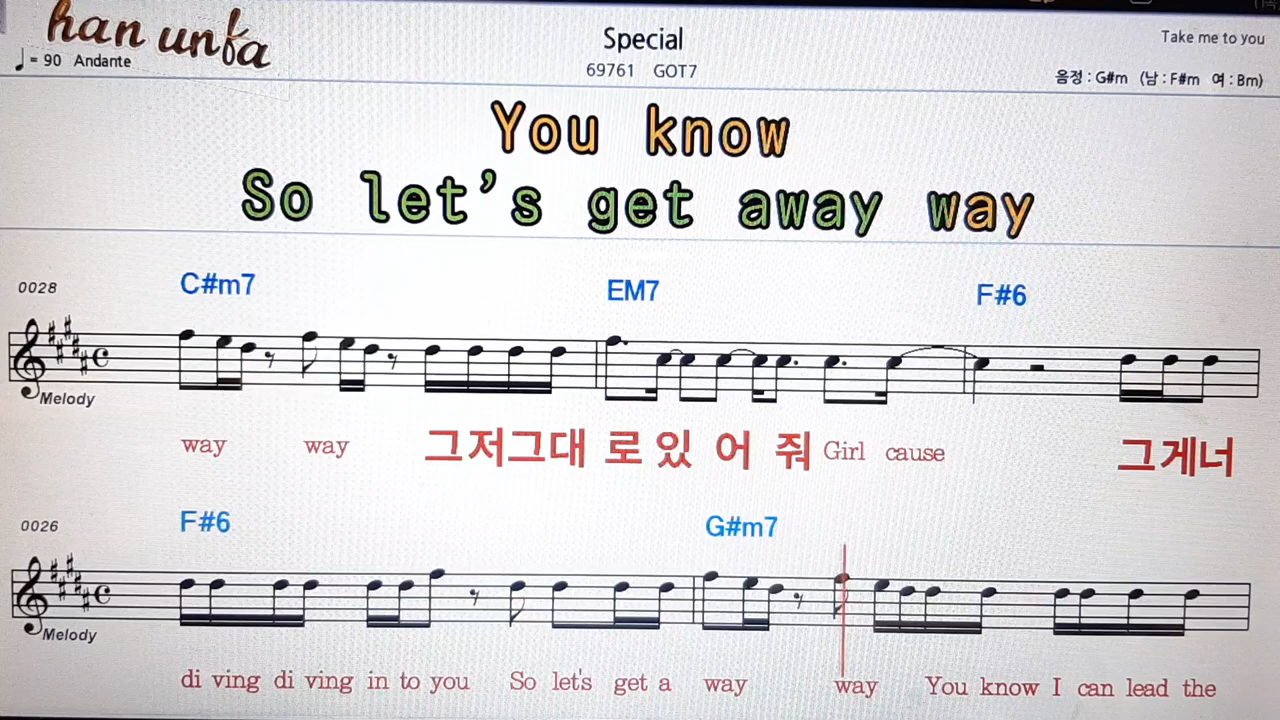 han unfa
Special
Take me to you
♩= 90 Andante
69761 GOT7
음정 : G#m (남 : F#m 여 : Bm)
You know
So let's get away way
0028
C#m7
EM7
F#6
Melody
way way 그저그대 로 있 어 줘 Girl cause 그게너
0026
F#6
G#m7
Melody
di ving di ving in to you So let's get a way way You know I can lead the